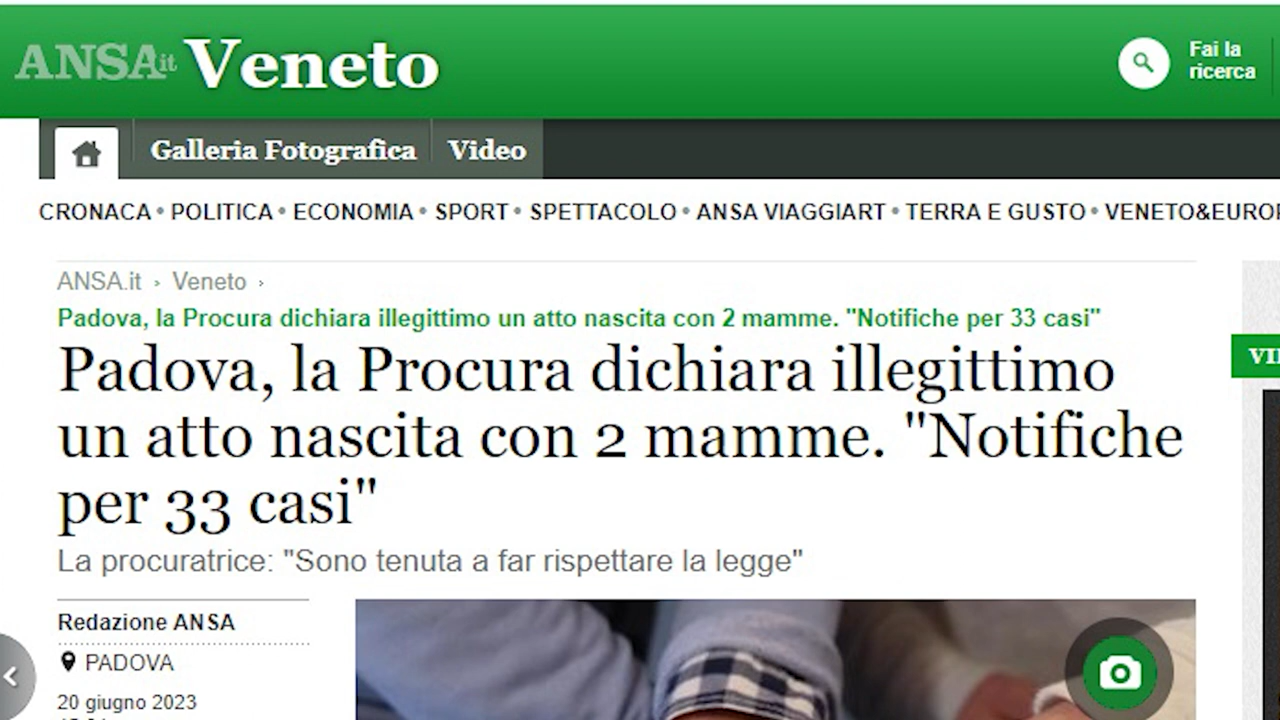 ANSA.it Veneto
Fai la
ricerca
Galleria Fotografica
Video
CRONACA • POLITICA • ECONOMIA • SPORT • SPETTACOLO • ANSA VIAGGIART • TERRA E GUSTO •
ANSA.it › Veneto ›
Padova, la Procura dichiara illegittimo un atto nascita con 2 mamme. "Notifiche per 33 casi"
Padova, la Procura dichiara illegittimo
un atto nascita con 2 mamme. "Notifiche
per 33 casi"
La procuratrice: "Sono tenuta a far rispettare la legge"
Redazione ANSA
PADOVA
20 giugno 2023